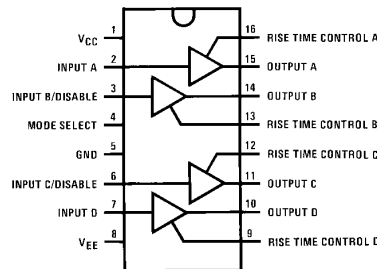 1 16 RISE TIME CONTROL A
VCC
2 15
INPUT A OUTPUT A
3 14
INPUT B/DISABLE OUTPUT B
4 13
MODE SELECT RISE TIME CONTROL B
5 12
GND RISE TIME CONTROL C
6 11
INPUT C/DISABLE OUTPUT C
7 10
INPUT D OUTPUT D
8 9
VEE RISE TIME CONTROL D